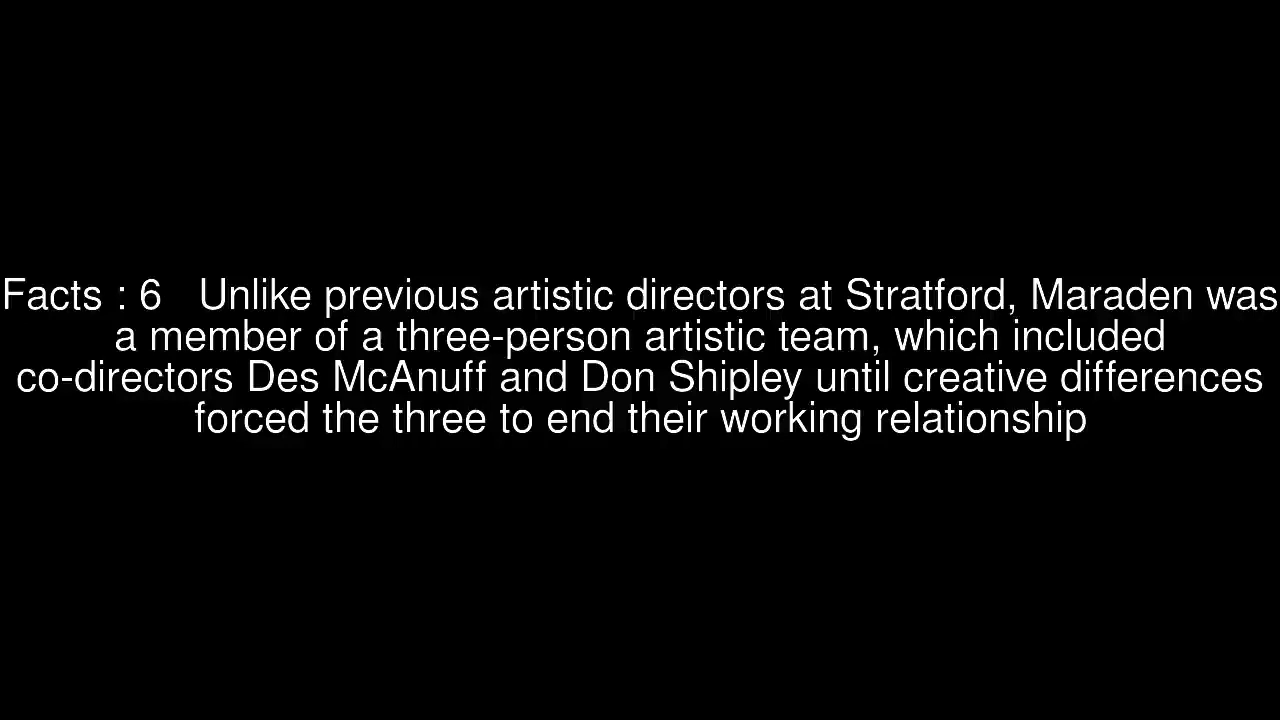 Facts : 6   Unlike previous artistic directors at Stratford, Maraden was
a member of a three-person artistic team, which included
co-directors Des McAnuff and Don Shipley until creative differences
forced the three to end their working relationship